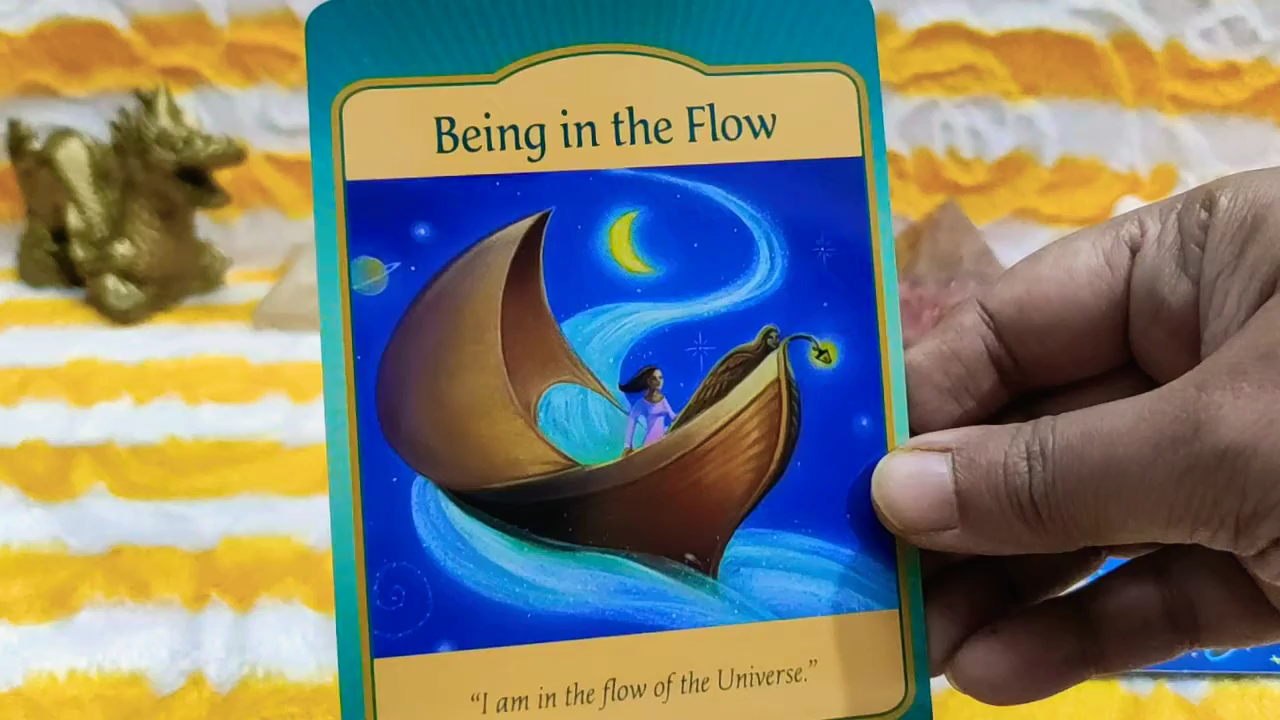 Being in the Flow
“I am in the flow of the Universe.”